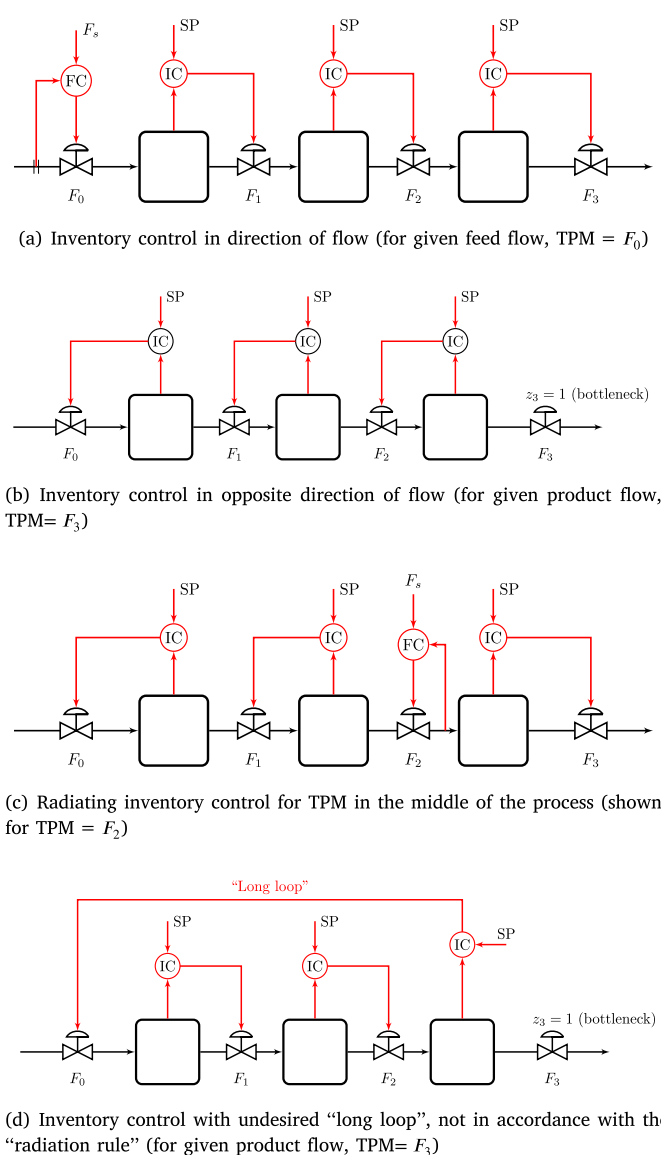 F_s
SP
SP
SP
FC
IC
IC
IC
F_0
F_1
F_2
F_3
(a) Inventory control in direction of flow (for given feed flow, TPM = F_0)
SP
SP
SP
IC
IC
IC
z_3 = 1 (bottleneck)
F_0
F_1
F_2
F_3
(b) Inventory control in opposite direction of flow (for given product flow,
TPM= F_3)
SP
SP
F_s
SP
IC
IC
FC
IC
F_0
F_1
F_2
F_3
(c) Radiating inventory control for TPM in the middle of the process (shown
for TPM = F_2)
“Long loop”
SP
SP
SP
IC
IC
IC
z_3 = 1 (bottleneck)
F_0
F_1
F_2
F_3
(d) Inventory control with undesired “long loop”, not in accordance with the
“radiation rule” (for given product flow, TPM= F_3)